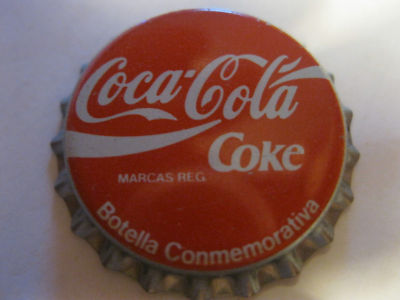 Coca-Cola
Coke
MARCAS REG.
Botella Conmemorativa